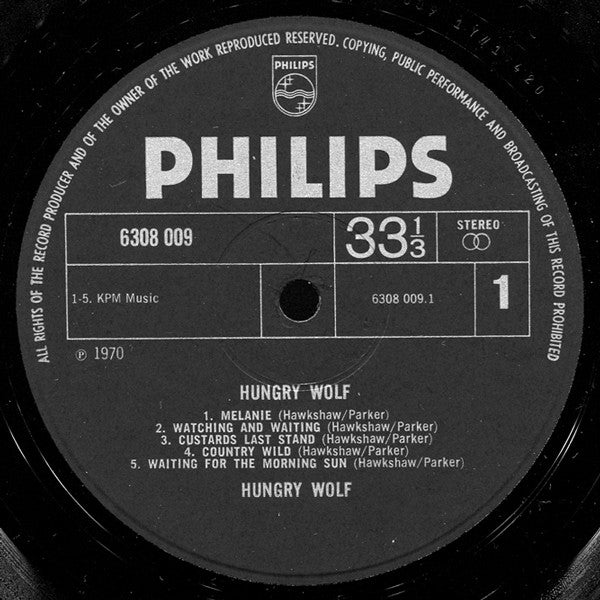 ALL RIGHTS OF THE RECORD PRODUCER AND OF THE OWNER OF THE WORK REPRODUCED RESERVED. COPYING, PUBLIC PERFORMANCE AND BROADCASTING OF THIS RECORD PROHIBITED
PHILIPS
PHILIPS
6308 009
33 1/3
STEREO
1-5. KPM Music
6308 009.1
1
℗ 1970
HUNGRY WOLF
1. MELANIE (Hawkshaw/Parker)
2. WATCHING AND WAITING (Hawkshaw/Parker)
3. CUSTARDS LAST STAND (Hawkshaw/Parker)
4. COUNTRY WILD (Hawkshaw/Parker)
5. WAITING FOR THE MORNING SUN (Hawkshaw/Parker)
HUNGRY WOLF